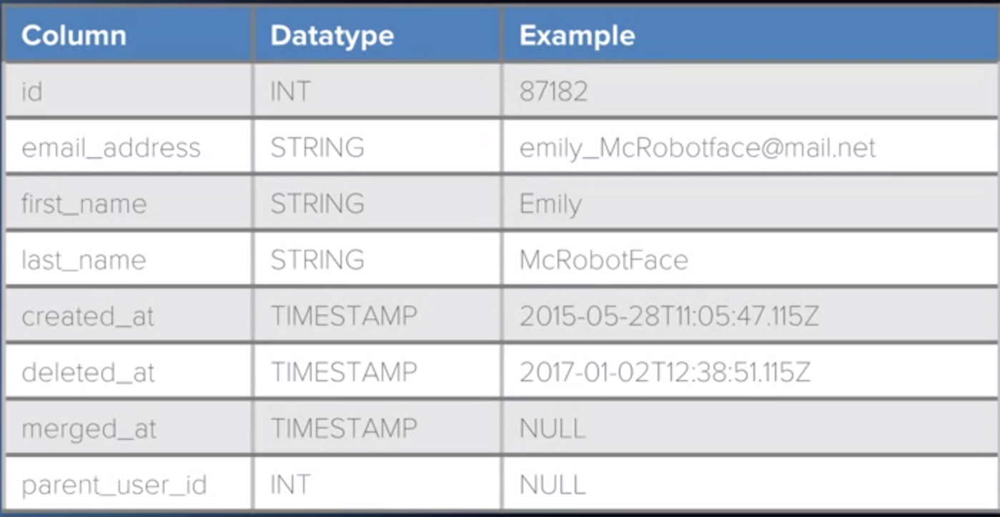 Column Datatype Example
id INT 87182
email_address STRING emily_McRobotface@mail.net
first_name STRING Emily
last_name STRING McRobotFace
created_at TIMESTAMP 2015-05-28T11:05:47.115Z
deleted_at TIMESTAMP 2017-01-02T12:38:51.115Z
merged_at TIMESTAMP NULL
parent_user_id INT NULL